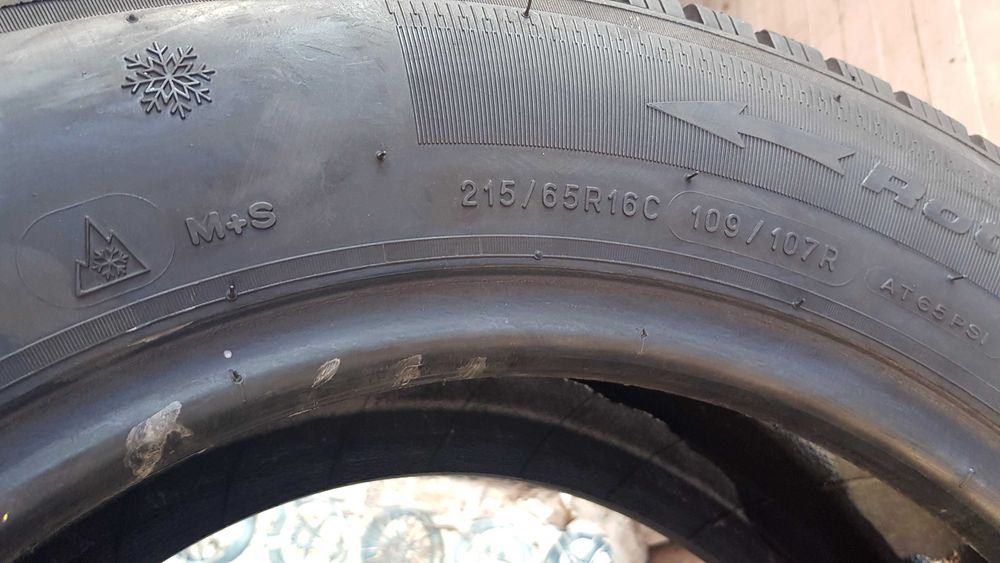 M+S
215/65R16C
109/107R
AT 65 PSI